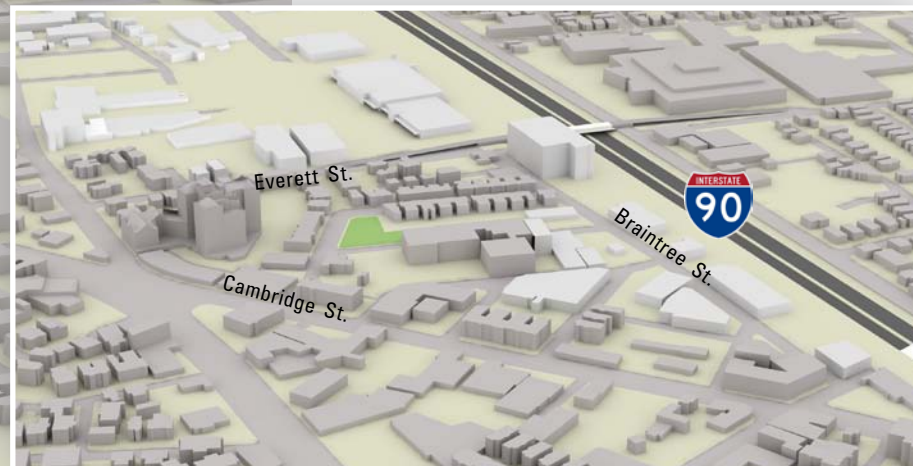 Everett St.
INTERSTATE
90
Braintree St.
Cambridge St.